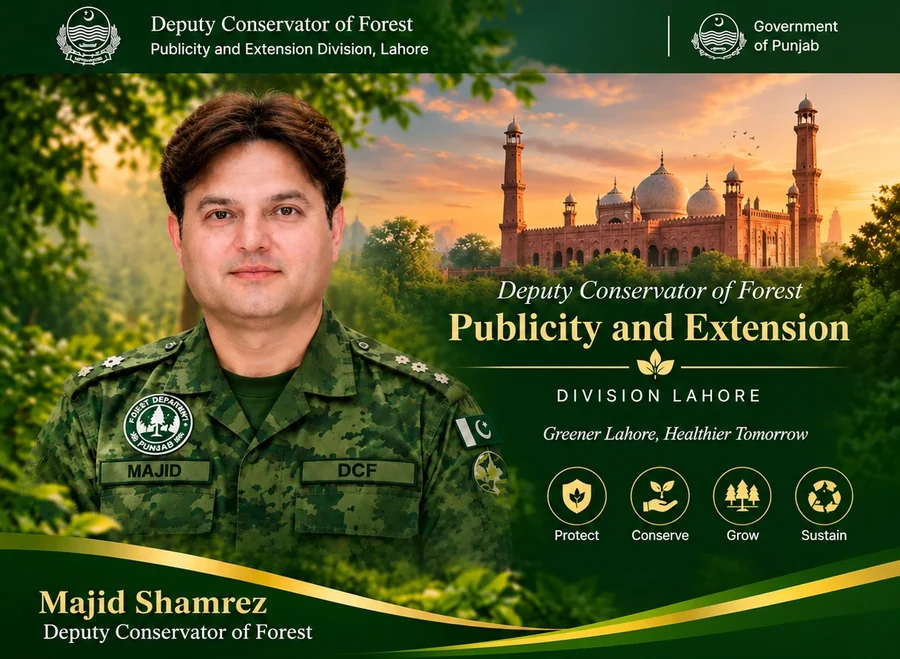 Deputy Conservator of Forest
Publicity and Extension Division, Lahore
Government
of Punjab
FOREST DEPARTMENT
PUNJAB
MAJID
DCF
Deputy Conservator of Forest
Publicity and Extension
DIVISION LAHORE
Greener Lahore, Healthier Tomorrow
Protect
Conserve
Grow
Sustain
Majid Shamrez
Deputy Conservator of Forest